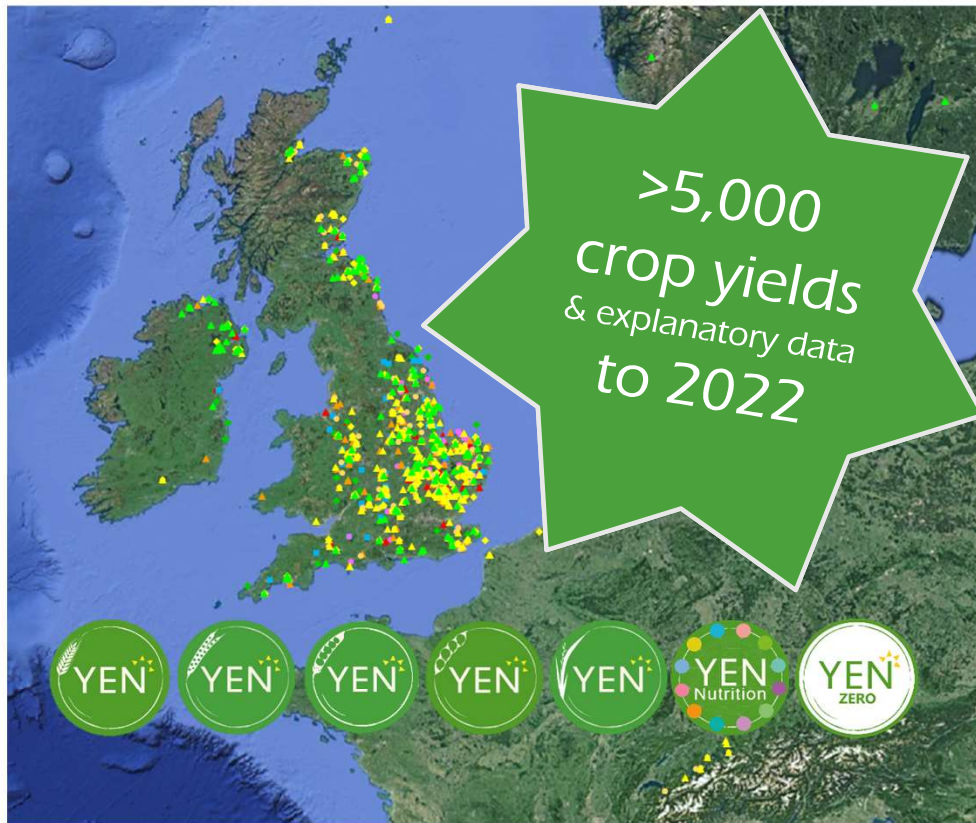 >5,000
crop yields
& explanatory data
to 2022
YEN
YEN
YEN
YEN
YEN
YEN
Nutrition
YEN
ZERO